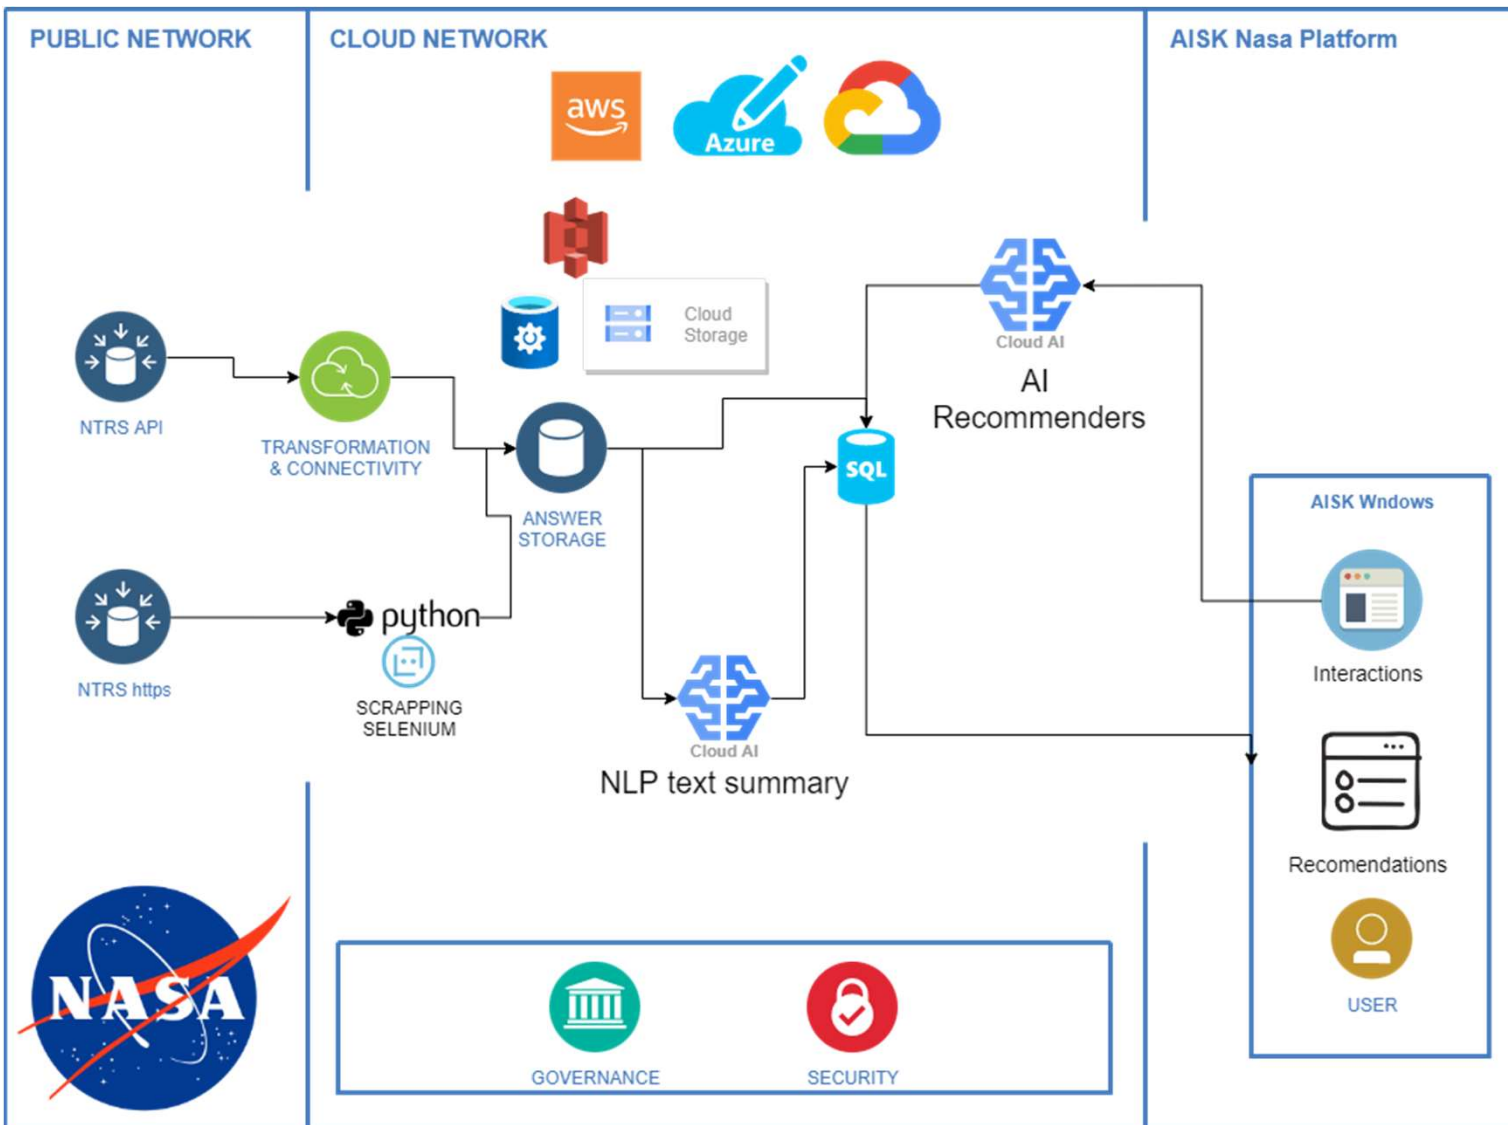 PUBLIC NETWORK
CLOUD NETWORK
AISK Nasa Platform
aws
Azure
Cloud
Storage
Cloud AI
AI
Recommenders
NTRS API
TRANSFORMATION
& CONNECTIVITY
SQL
ANSWER
STORAGE
AISK Wndows
NTRS https
python
SCRAPPING
SELENIUM
Interactions
Cloud AI
NLP text summary
Recomendations
NASA
USER
GOVERNANCE
SECURITY